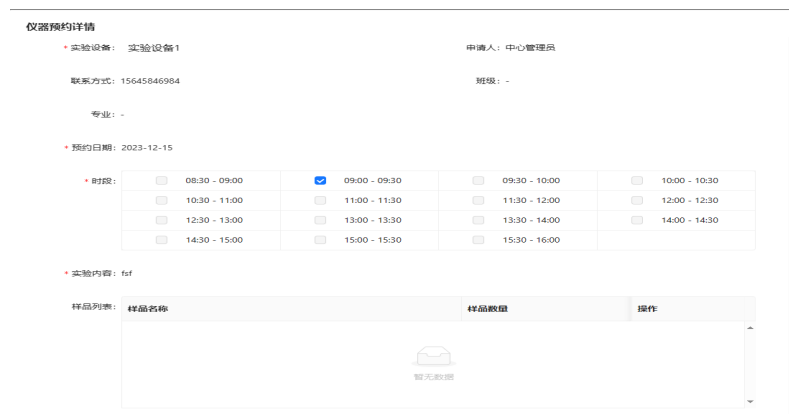 仪器预约详情
* 实验设备： 实验设备1 申请人：中心管理员
联系方式：15645846984 班级：-
专业：-
* 预约日期：2023-12-15
* 时段： 08:30 - 09:00 09:00 - 09:30 09:30 - 10:00 10:00 - 10:30
10:30 - 11:00 11:00 - 11:30 11:30 - 12:00 12:00 - 12:30
12:30 - 13:00 13:00 - 13:30 13:30 - 14:00 14:00 - 14:30
14:30 - 15:00 15:00 - 15:30 15:30 - 16:00
* 实验内容：fsf
样品列表： 样品名称 样品数量 操作
暂无数据